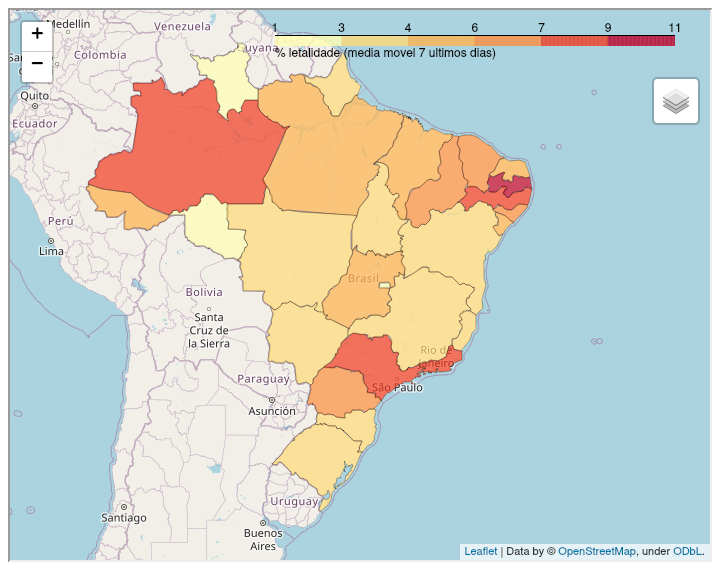 1 3 4 6 7 9 11
% letalidade (media movel 7 ultimos dias)
+
−
Medellín
Venezuela
Guyana
Colombia
Quito
Ecuador
Perú
Lima
Brasil
Bolivia
Santa
Cruz de
la Sierra
Rio de
Janeiro
São Paulo
Paraguay
Asunción
Uruguay
Santiago
Buenos
Aires
Leaflet | Data by © OpenStreetMap, under ODbL.